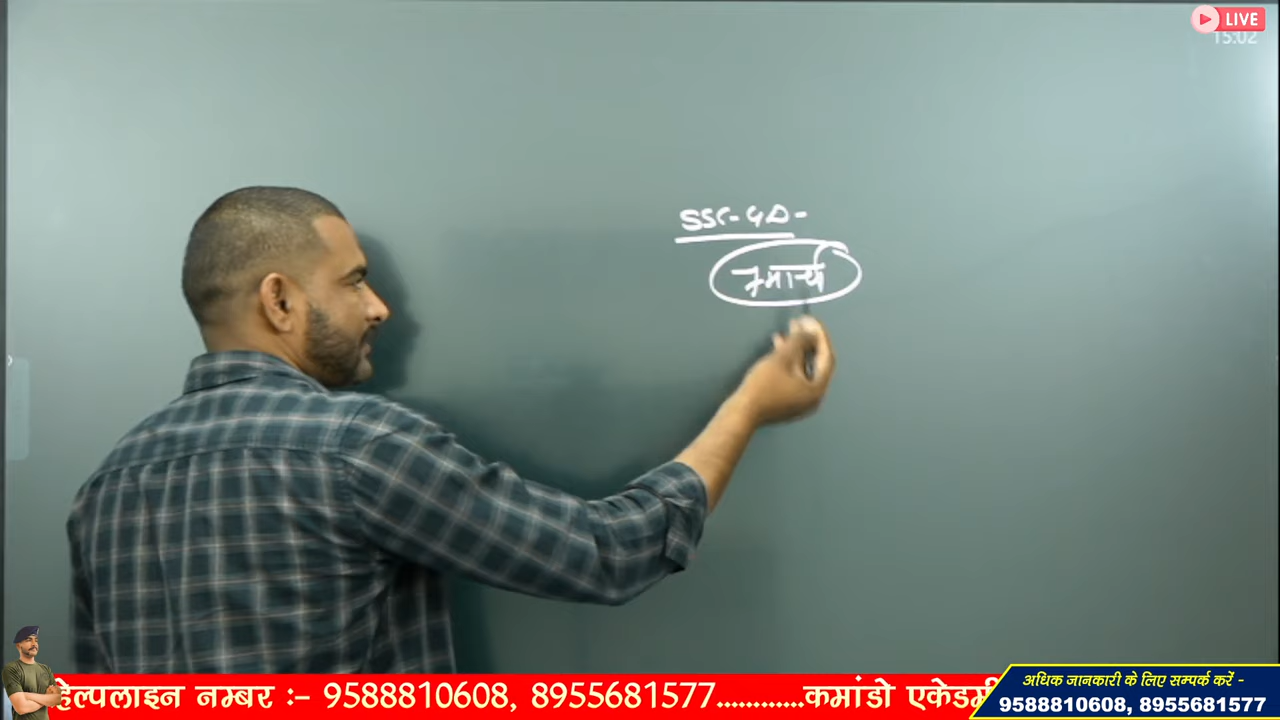 LIVE
15:02
SSC-GD-
7 मार्च
अधिक जानकारी के लिए सम्पर्क करें -
9588810608, 8955681577
हेल्पलाइन नम्बर :- 9588810608, 8955681577............कमांडो एकेडमी